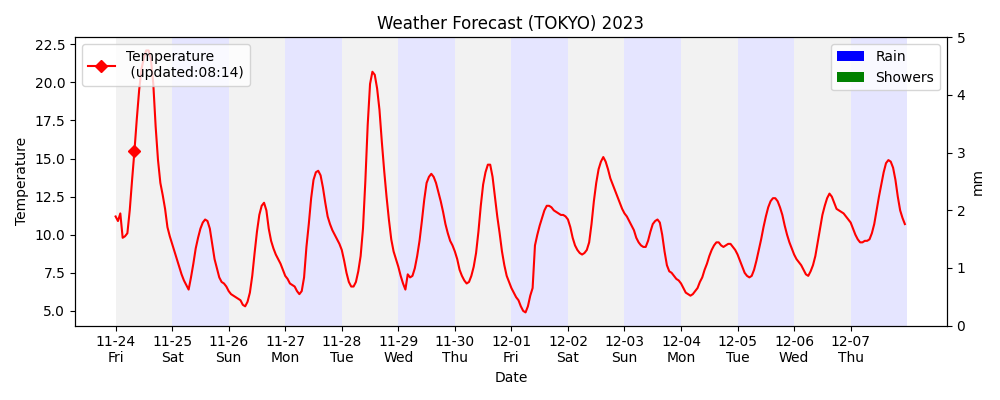 Weather Forecast (TOKYO) 2023
Temperature
(updated:08:14)
Rain
Showers
Temperature
22.5
20.0
17.5
15.0
12.5
10.0
7.5
5.0
mm
5
4
3
2
1
0
11-24 11-25 11-26 11-27 11-28 11-29 11-30 12-01 12-02 12-03 12-04 12-05 12-06 12-07
Fri Sat Sun Mon Tue Wed Thu Fri Sat Sun Mon Tue Wed Thu
Date